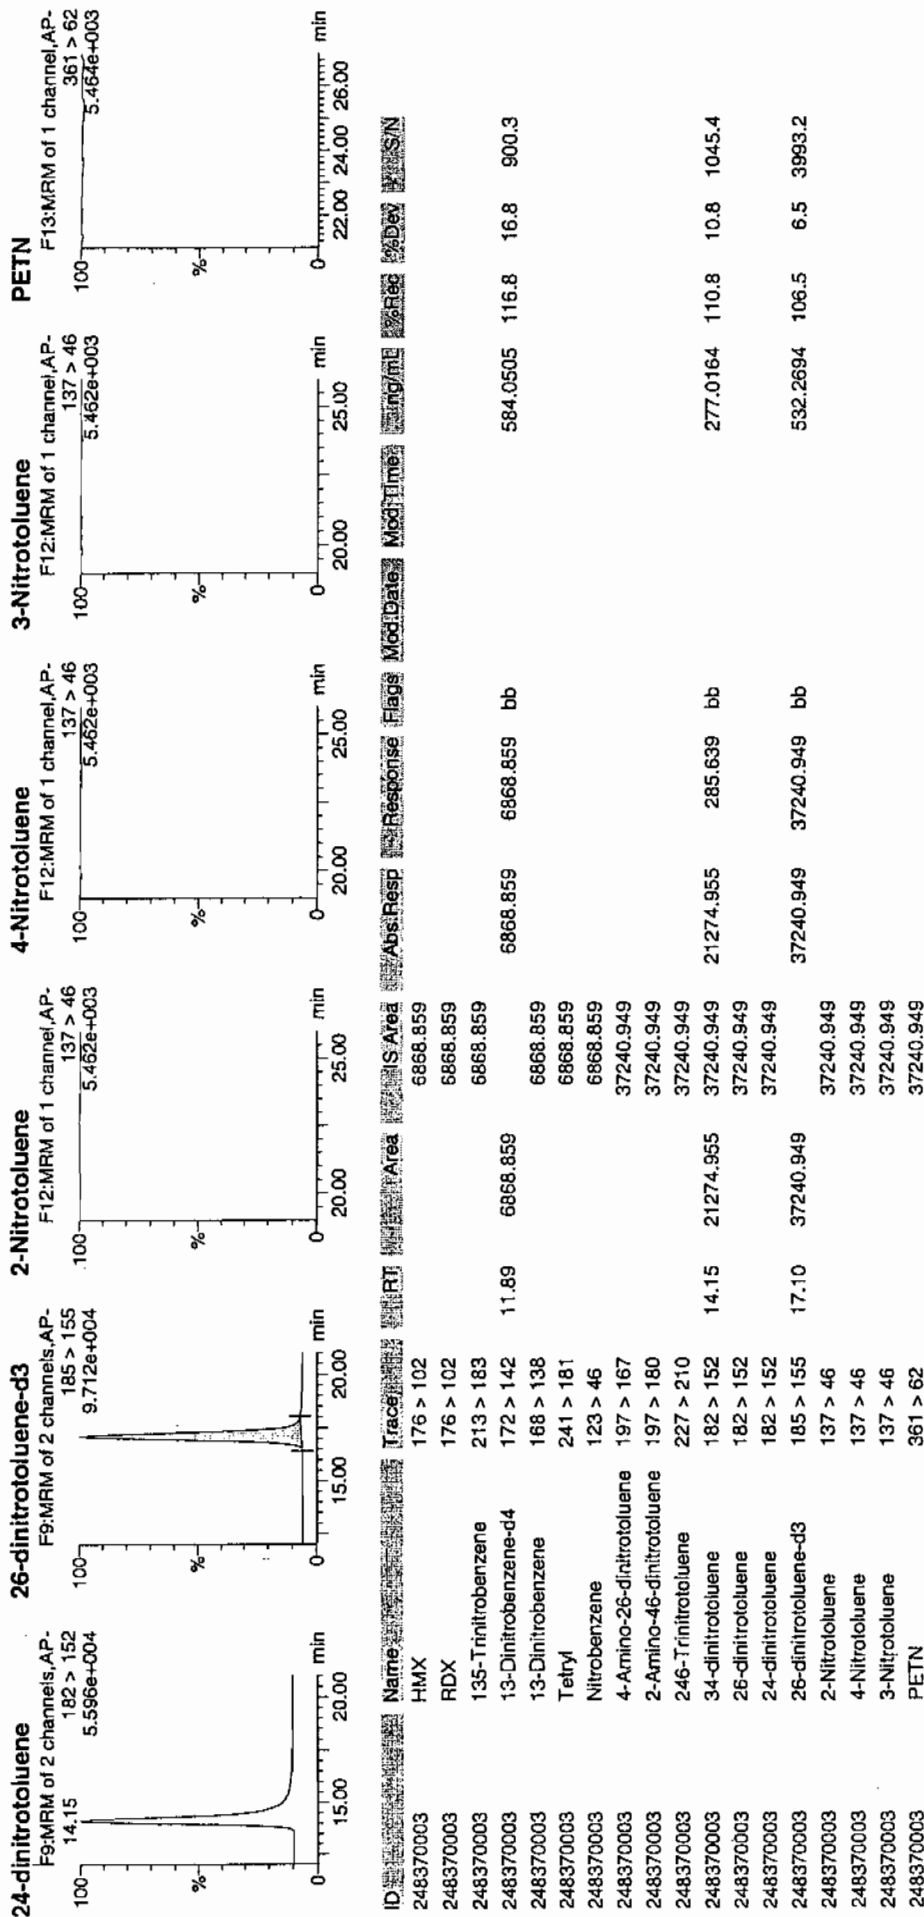 24-dinitrotoluene
F9:MRM of 2 channels,AP-
14.15 182 > 152
5.596e+004
100
%
0
15.00 20.00 min
26-dinitrotoluene-d3
F9:MRM of 2 channels,AP-
185 > 155
9.712e+004
100
%
0
15.00 20.00 min
2-Nitrotoluene
F12:MRM of 1 channel,AP-
137 > 46
5.462e+003
100
%
0
20.00 25.00 min
4-Nitrotoluene
F12:MRM of 1 channel,AP-
137 > 46
5.462e+003
100
%
0
20.00 25.00 min
3-Nitrotoluene
F12:MRM of 1 channel,AP-
137 > 46
5.462e+003
100
%
0
20.00 25.00 min
PETN
F13:MRM of 1 channel,AP-
361 > 62
5.464e+003
100
%
0
22.00 24.00 26.00 min
ID Name Trace RT Area IS Area Abs.Resp Response Flags Mod.Date Mod.Time ng/mL %Rec %Dev S/N
248370003 HMX 176 > 102 6868.859
248370003 RDX 176 > 102 6868.859
248370003 135-Trinitrobenzene 213 > 183 6868.859
248370003 13-Dinitrobenzene-d4 172 > 142 11.89 6868.859 6868.859 6868.859 bb 584.0505 116.8 16.8 900.3
248370003 13-Dinitrobenzene 168 > 138 6868.859
248370003 Tetryl 241 > 181 6868.859
248370003 Nitrobenzene 123 > 46 6868.859
248370003 4-Amino-26-dinitrotoluene 197 > 167 37240.949
248370003 2-Amino-46-dinitrotoluene 197 > 180 37240.949
248370003 246-Trinitrotoluene 227 > 210 37240.949
248370003 34-dinitrotoluene 182 > 152 14.15 21274.955 37240.949 21274.955 285.639 bb 277.0164 110.8 10.8 1045.4
248370003 26-dinitrotoluene 182 > 152 37240.949
248370003 24-dinitrotoluene 182 > 152 37240.949
248370003 26-dinitrotoluene-d3 185 > 155 17.10 37240.949 37240.949 37240.949 bb 532.2694 106.5 6.5 3993.2
248370003 2-Nitrotoluene 137 > 46 37240.949
248370003 4-Nitrotoluene 137 > 46 37240.949
248370003 3-Nitrotoluene 137 > 46 37240.949
248370003 PETN 361 > 62 37240.949